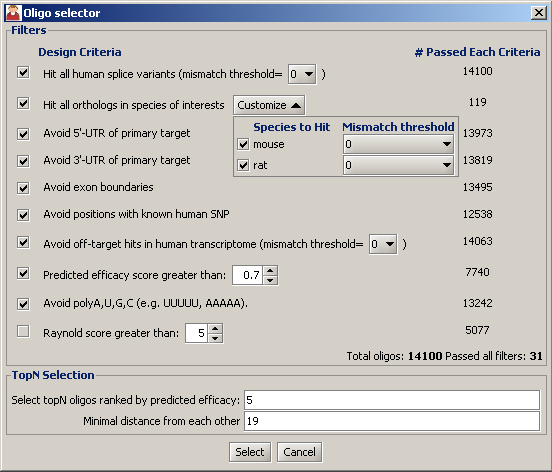 Oligo selector
Filters
Design Criteria # Passed Each Criteria
Hit all human splice variants (mismatch threshold= 0 ) 14100
Hit all orthologs in species of interests Customize 119
Species to Hit Mismatch threshold
mouse 0
rat 0
Avoid 5'-UTR of primary target 13973
Avoid 3'-UTR of primary target 13819
Avoid exon boundaries 13495
Avoid positions with known human SNP 12538
Avoid off-target hits in human transcriptome (mismatch threshold= 0 ) 14063
Predicted efficacy score greater than: 0.7 7740
Avoid polyA,U,G,C (e.g. UUUUU, AAAAA). 13242
Raynold score greater than: 5 5077
Total oligos: 14100 Passed all filters: 31
TopN Selection
Select topN oligos ranked by predicted efficacy: 5
Minimal distance from each other 19
Select Cancel